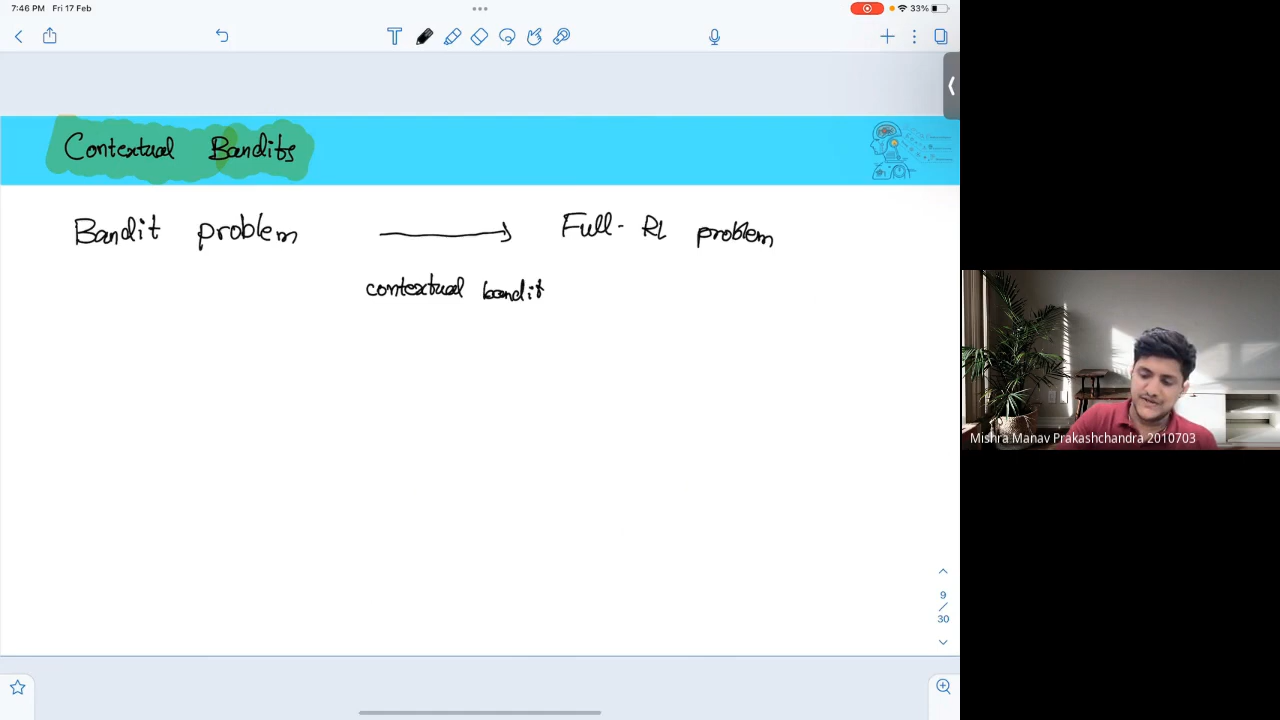 7:46 PM Fri 17 Feb
33%
Contextual Bandits
Bandit problem → Full-RL problem
contextual bandit
Mishra Manav Prakashchandra 2010703
9
/
30